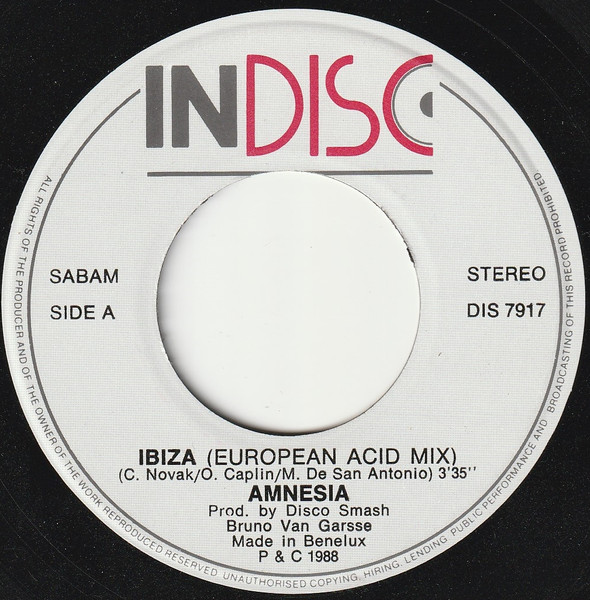 INDISC
SABAM
SIDE A
STEREO
DIS 7917
IBIZA (EUROPEAN ACID MIX)
(C. Novak/O. Caplin/M. De San Antonio) 3'35''
AMNESIA
Prod. by Disco Smash
Bruno Van Garsse
Made in Benelux
P & C 1988
ALL RIGHTS OF THE PRODUCER AND OF THE OWNER OF THE WORK REPRODUCED RESERVED. UNAUTHORISED COPYING, HIRING, LENDING, PUBLIC PERFORMANCE AND BROADCASTING OF THIS RECORD PROHIBITED